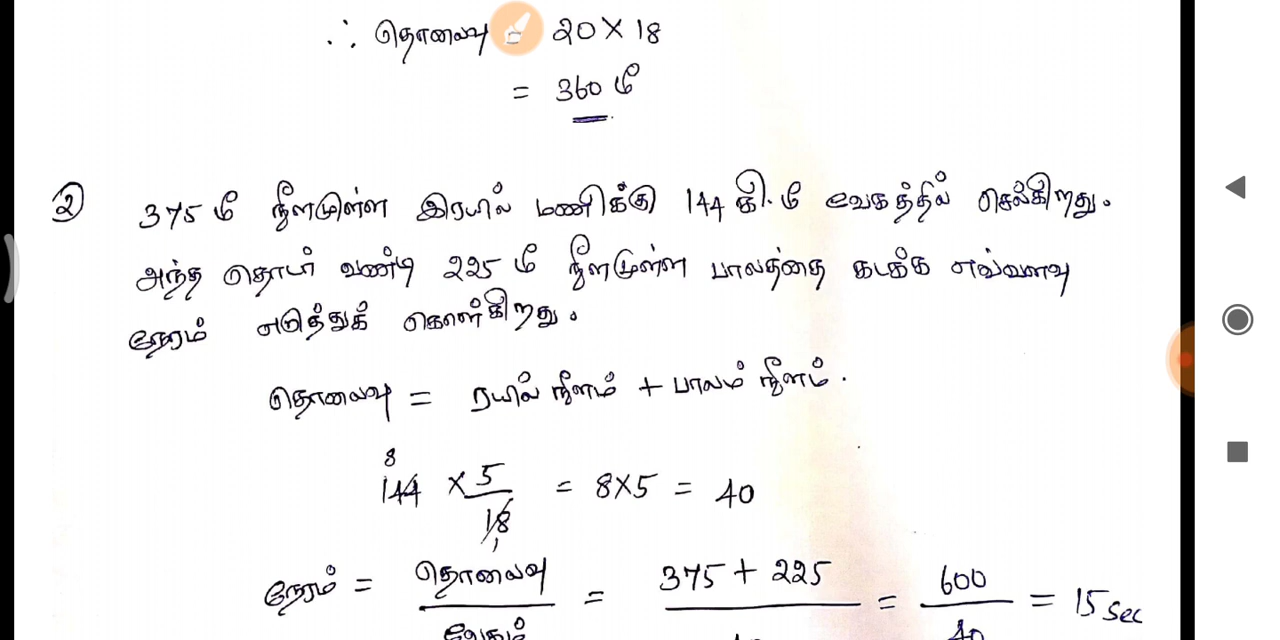 ∴ தொலைவு = 20 × 18
= 360 மீ
② 375 மீ நீளமுள்ள இரயில் மணிக்கு 144 கி.மீ வேகத்தில் செல்கிறது.
அந்த தொடர் வண்டி 225 மீ நீளமுள்ள பாலத்தை கடக்க எவ்வளவு
நேரம் எடுத்துக் கொள்கிறது.
தொலைவு = ரயில் நீளம் + பாலம் நீளம்.
8
144 × 5/18 = 8×5 = 40
1
நேரம் = தொலைவு/வேகம் = 375 + 225/40 = 600/40 = 15 Sec